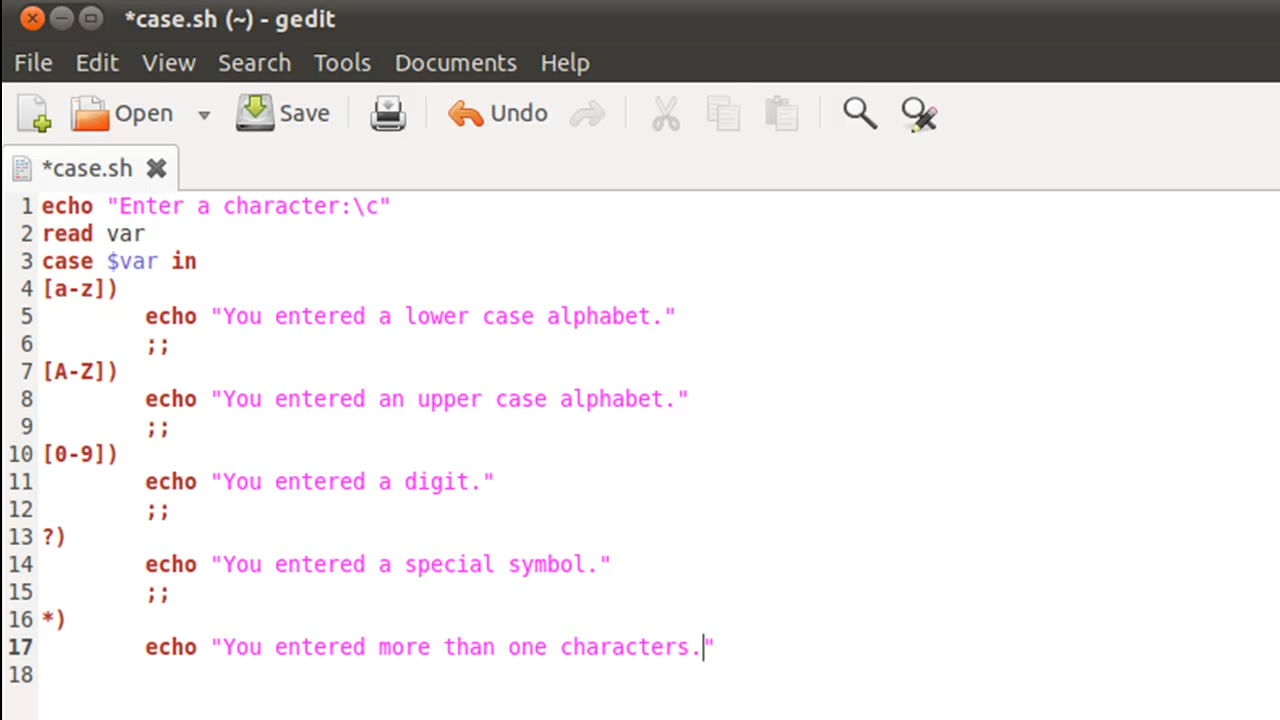 *case.sh (~) - gedit
File Edit View Search Tools Documents Help
Open Save Undo
*case.sh
1 echo "Enter a character:\c"
2 read var
3 case $var in
4 [a-z])
5 echo "You entered a lower case alphabet."
6 ;;
7 [A-Z])
8 echo "You entered an upper case alphabet."
9 ;;
10 [0-9])
11 echo "You entered a digit."
12 ;;
13 ?)
14 echo "You entered a special symbol."
15 ;;
16 *)
17 echo "You entered more than one characters."
18